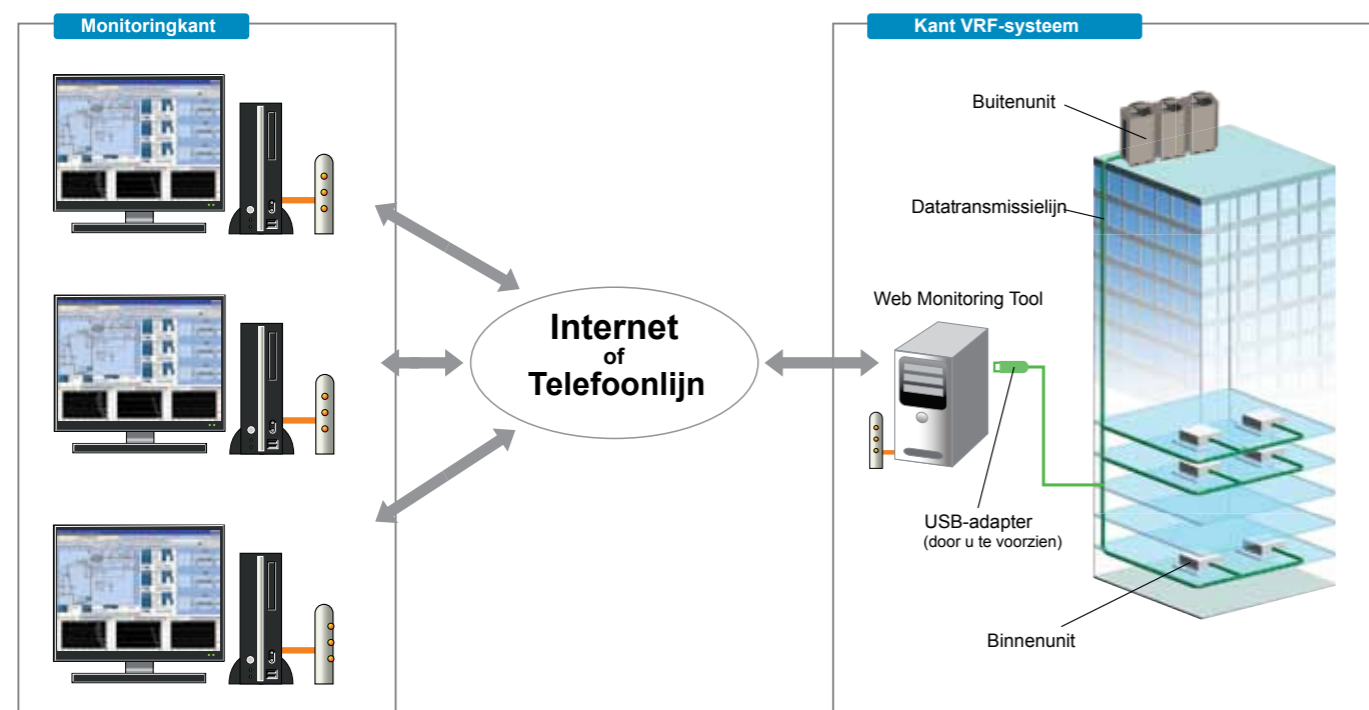 Monitoringkant
Kant VRF-systeem
Buitenunit
Datatransmissielijn
Web Monitoring Tool
Internet
of
Telefoonlijn
USB-adapter
(door u te voorzien)
Binnenunit